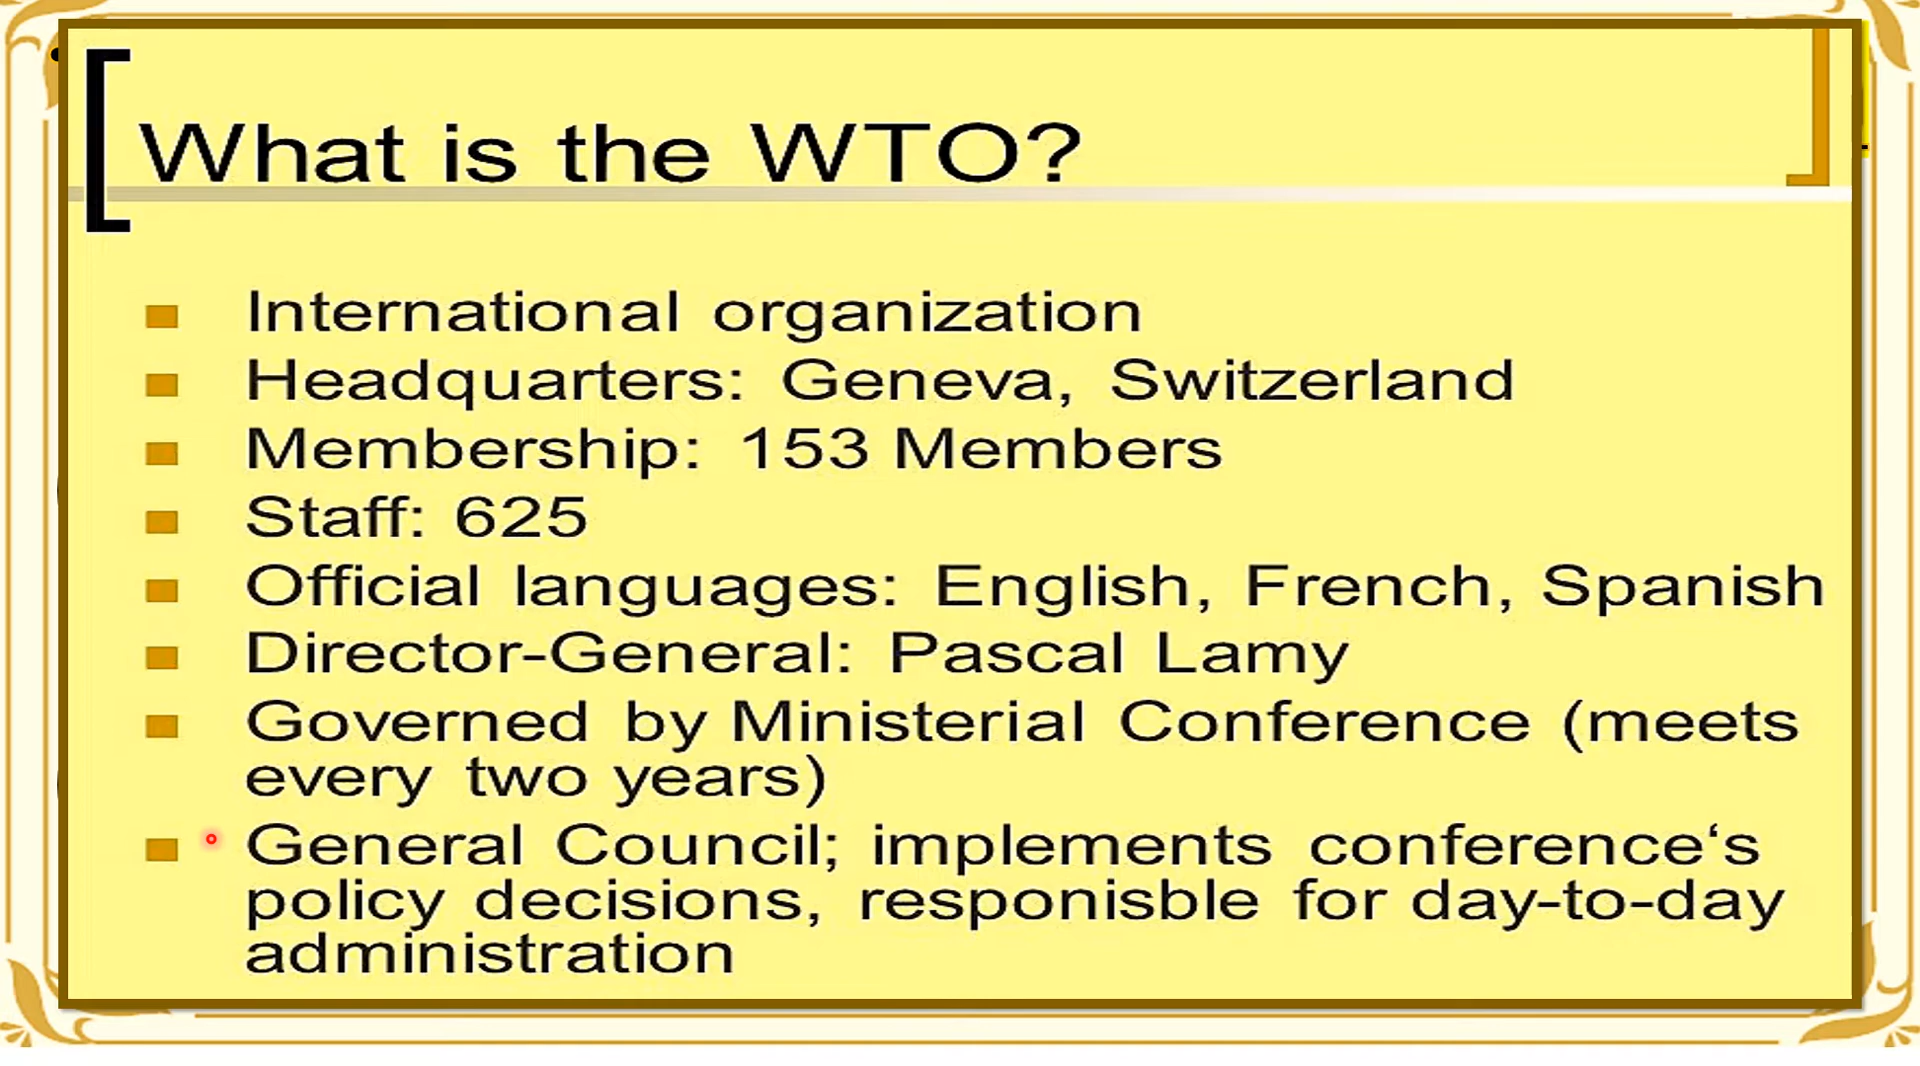 What is the WTO?
International organization
Headquarters: Geneva, Switzerland
Membership: 153 Members
Staff: 625
Official languages: English, French, Spanish
Director-General: Pascal Lamy
Governed by Ministerial Conference (meets
every two years)
General Council; implements conference‘s
policy decisions, responisble for day-to-day
administration